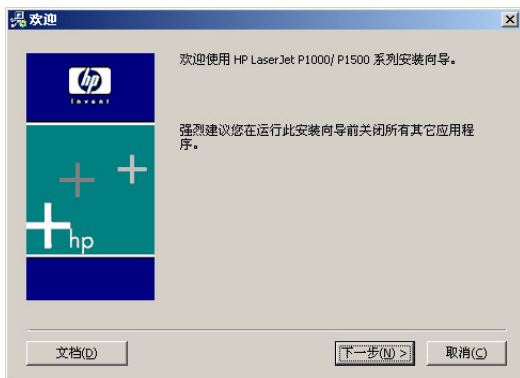 欢迎
欢迎使用 HP LaserJet P1000/ P1500 系列安装向导。
hp
invent
强烈建议您在运行此安装向导前关闭所有其它应用程
序。
hp
文档(D)
下一步(N) >
取消(C)